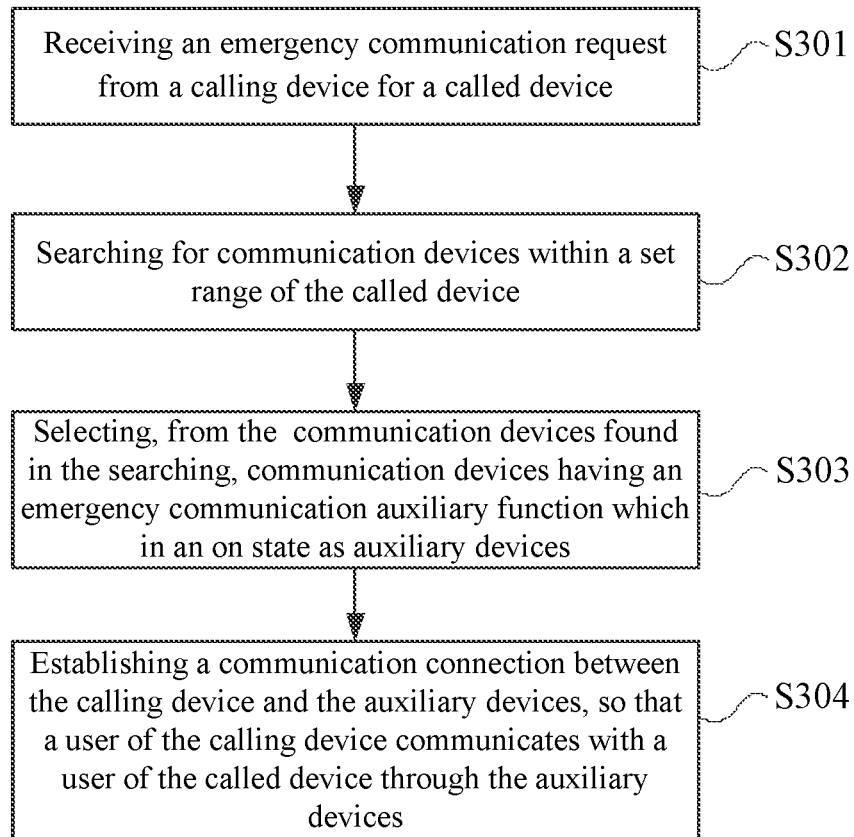 Receiving an emergency communication request
from a calling device for a called device
S301
Searching for communication devices within a set
range of the called device
S302
Selecting, from the communication devices found
in the searching, communication devices having an
emergency communication auxiliary function which
in an on state as auxiliary devices
S303
Establishing a communication connection between
the calling device and the auxiliary devices, so that
a user of the calling device communicates with a
user of the called device through the auxiliary
devices
S304